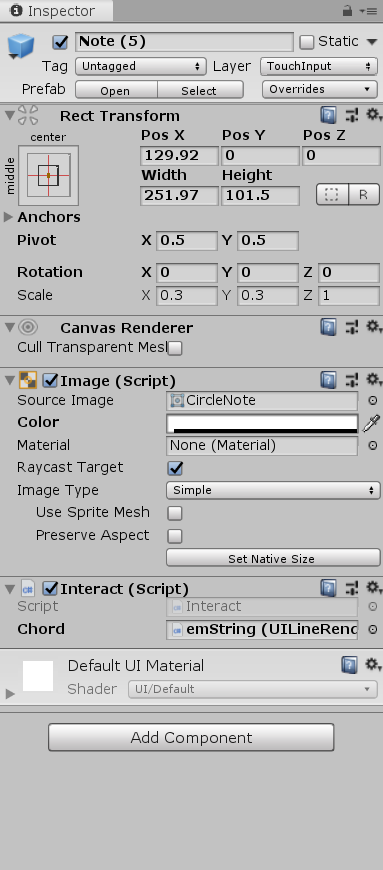 Inspector
Note (5)
Static
Tag Untagged Layer TouchInput
Prefab Open Select Overrides
Rect Transform
center
middle
Pos X Pos Y Pos Z
129.92 0 0
Width Height
251.97 101.5
R
Anchors
Pivot X 0.5 Y 0.5
Rotation X 0 Y 0 Z 0
Scale X 0.3 Y 0.3 Z 1
Canvas Renderer
Cull Transparent Mesl
Image (Script)
Source Image CircleNote
Color
Material None (Material)
Raycast Target
Image Type Simple
Use Sprite Mesh
Preserve Aspect
Set Native Size
Interact (Script)
c#
Script Interact
Chord emString (UILineRend
Default UI Material
Shader UI/Default
Add Component